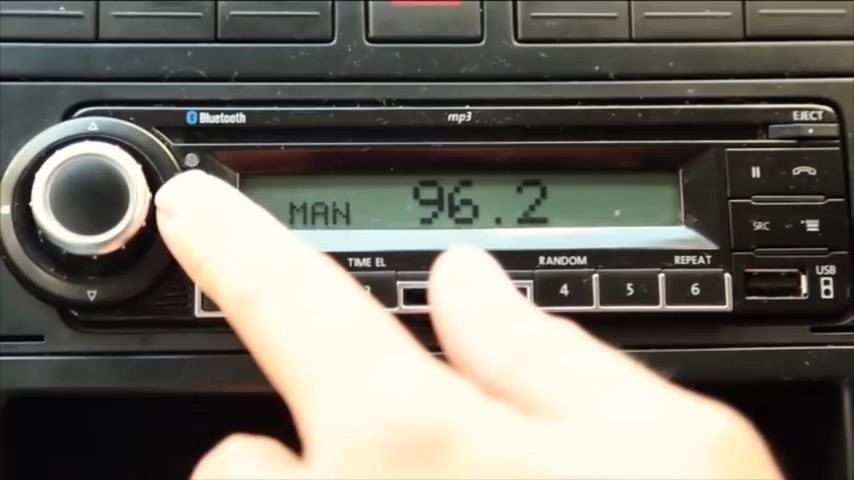 Bluetooth
mp3
EJECT
MAN 96.2
SRC
TIME EL
RANDOM
REPEAT
USB
4
5
6